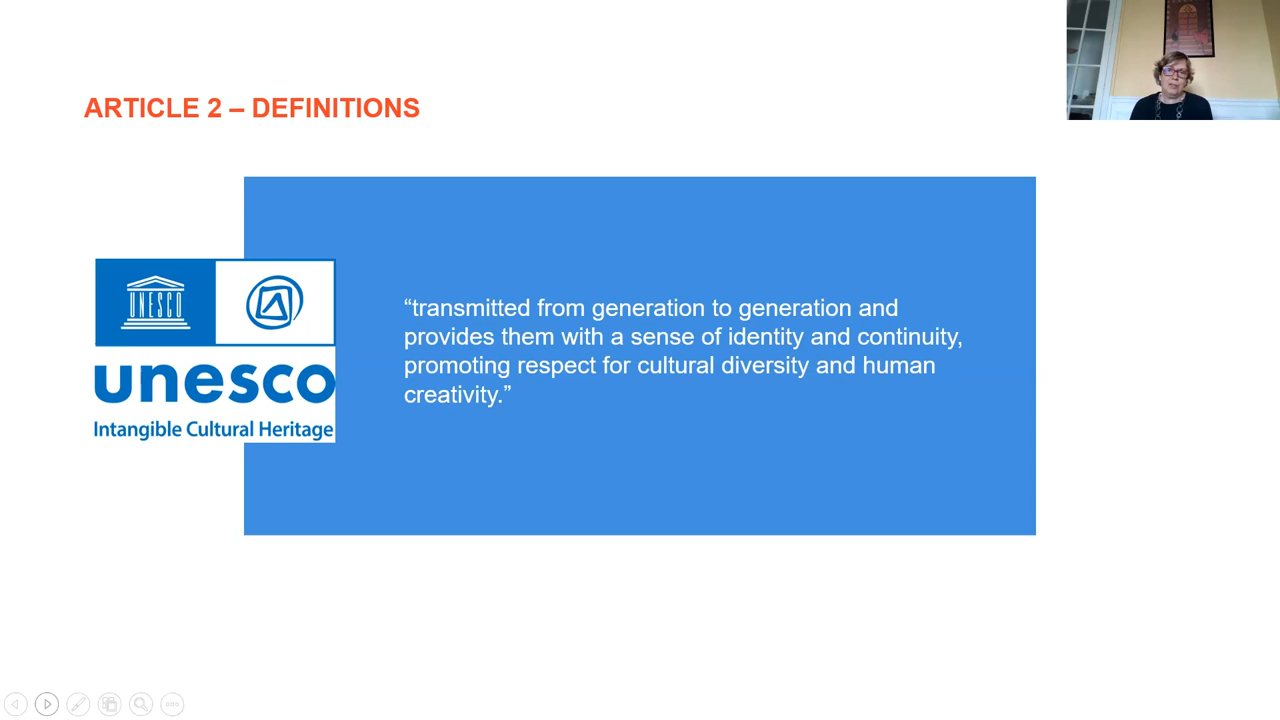 ARTICLE 2 – DEFINITIONS
UNESCO
unesco
Intangible Cultural Heritage
“transmitted from generation to generation and
provides them with a sense of identity and continuity,
promoting respect for cultural diversity and human
creativity.”